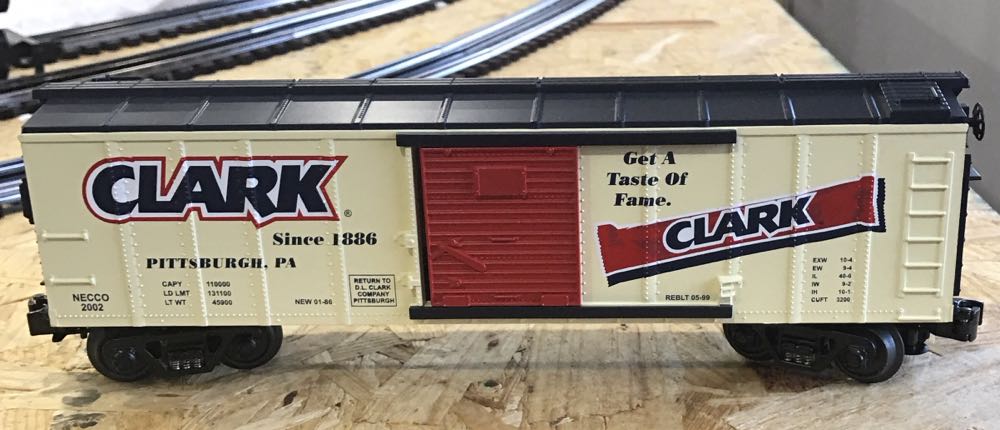 CLARK®
Since 1886
PITTSBURGH, PA
CAPY 110000
LD LMT 131100
LT WT 45900
NECCO
2002
NEW 01-86
RETURN TO
D.L. CLARK
COMPANY
PITTSBURGH
Get A
Taste Of
Fame.
CLARK
REBLT 05-99
EXW 10-4
EW 9-4
IL 40-6
IW 9-2
IH 10-1
CUFT 3200